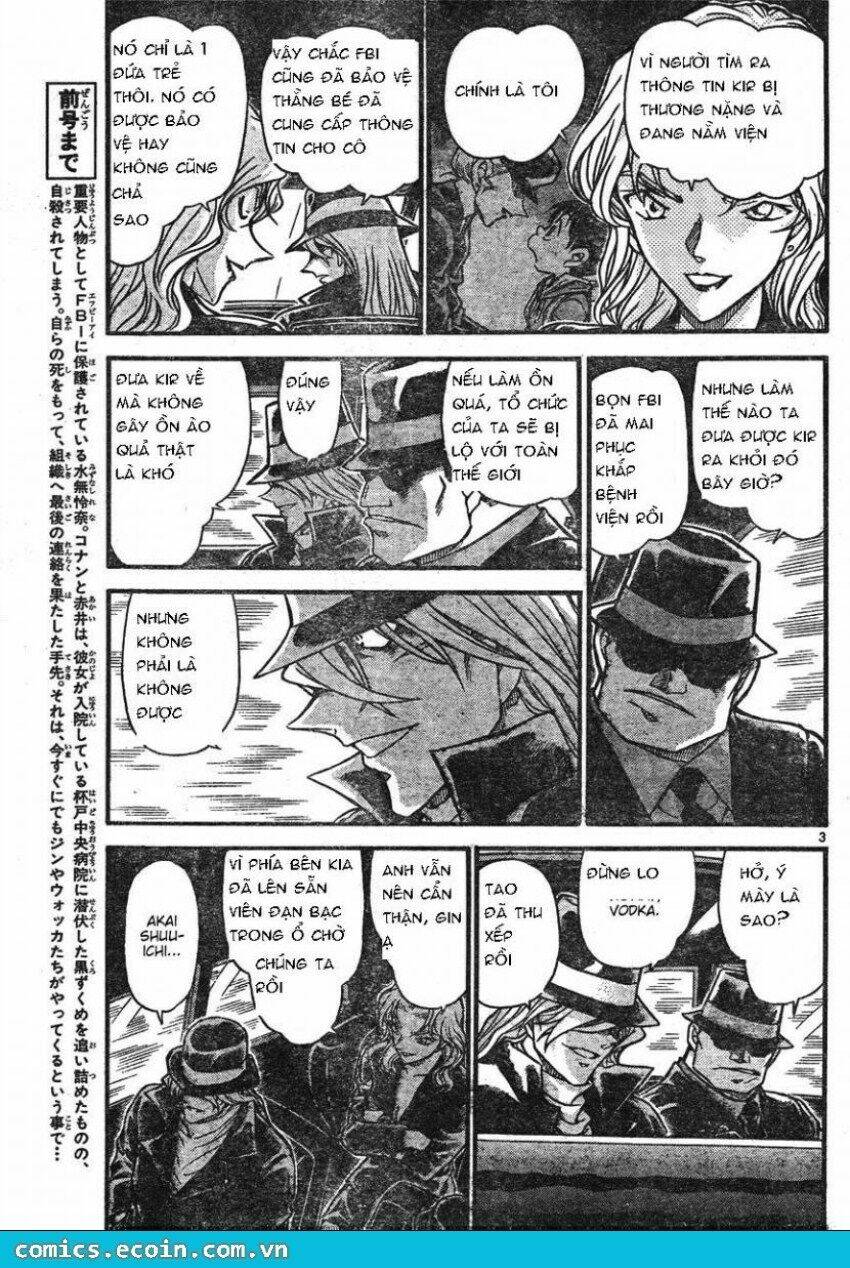 VÌ NGƯỜI TÌM RA
THÔNG TIN KIR BỊ
THƯƠNG NẶNG VÀ
ĐANG NẰM VIỆN
CHÍNH LÀ TÔI
VẬY CHẮC FBI
CŨNG ĐÃ BẢO VỆ
THẰNG BÉ ĐÃ
CUNG CẤP THÔNG
TIN CHO CÔ
NÓ CHỈ LÀ 1
ĐỨA TRẺ
THÔI. NÓ CÓ
ĐƯỢC BẢO
VỆ HAY
KHÔNG CŨNG
CHẢ
SAO
NHƯNG LÀM
THẾ NÀO TA
ĐƯA ĐƯỢC KIR
RA KHỎI ĐÓ
BÂY GIỜ?
BỌN FBI
ĐÃ MAI
PHỤC
KHẮP
BỆNH
VIỆN RỒI
NẾU LÀM ỒN
QUÁ, TỔ CHỨC
CỦA TA SẼ BỊ
LỘ VỚI TOÀN
THẾ GIỚI
ĐÚNG
VẬY
ĐƯA KIR VỀ
MÀ KHÔNG
GÂY ỒN ÀO
QUẢ THẬT
LÀ KHÓ
NHƯNG
KHÔNG
PHẢI LÀ
KHÔNG
ĐƯỢC
3
HỞ, Ý
MÀY LÀ
SAO?
ĐỪNG LO
VODKA.
TAO
ĐÃ THU
XẾP
RỒI
ANH VẪN
NÊN CẨN
THẬN, GIN
Ạ
VÌ PHÍA BÊN KIA
ĐÃ LÊN SẴN
VIÊN ĐẠN BẠC
TRONG Ổ CHỜ
CHÚNG TA
RỒI
AKAI
SHUU-
ICHI...
前号まで
重要人物としてFBIに保護されている水無怜奈。コナンと赤井は、彼女が入院している杯戸中央病院に潜伏した黒ずくめを追い詰めたものの、
自殺されてしまう。自らの死をもって、組織へ最後の連絡を果たした手先。それは、今すぐにでもジンやウォッカたちがやってくるという事で…
comics.ecoin.com.vn